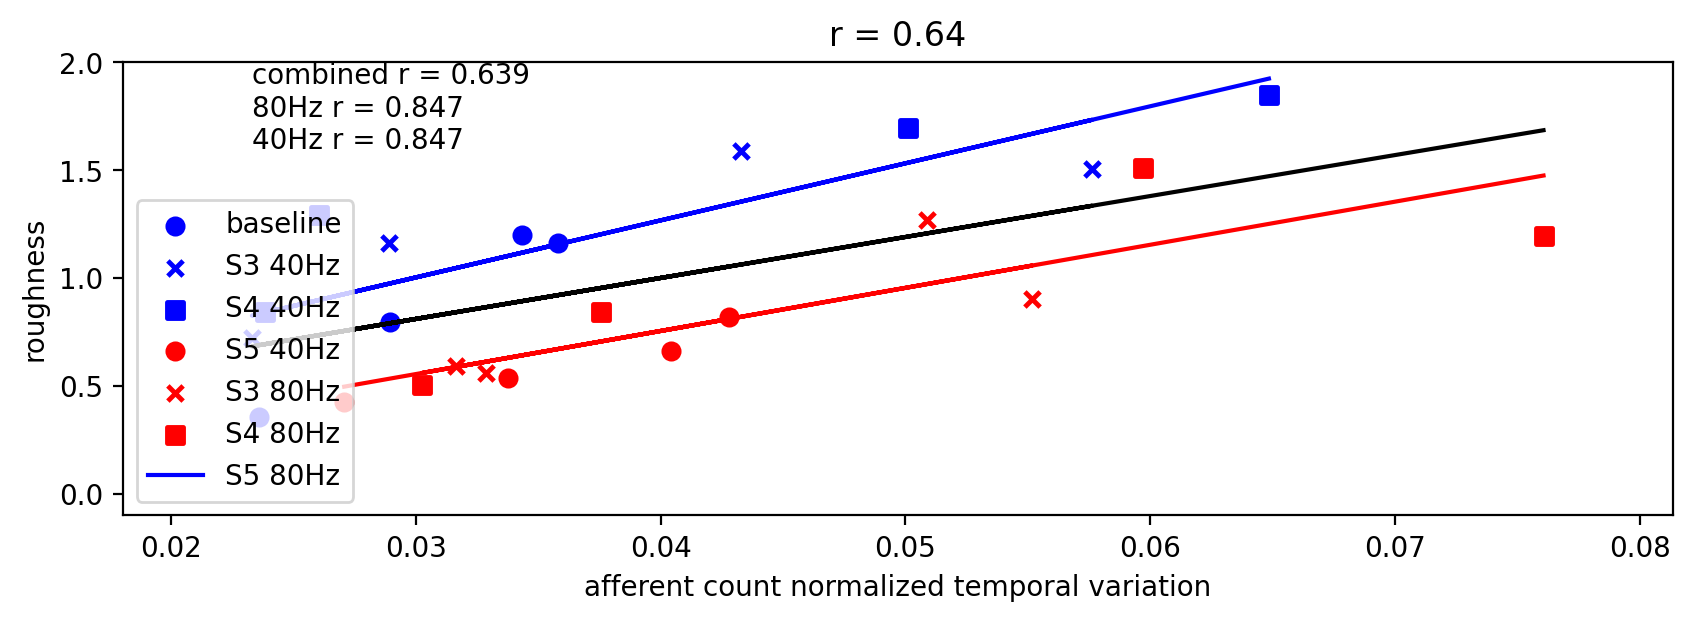 r = 0.64
combined r = 0.639
80Hz r = 0.847
40Hz r = 0.847
2.0
1.5
1.0
0.5
0.0
roughness
baseline
S3 40Hz
S4 40Hz
S5 40Hz
S3 80Hz
S4 80Hz
S5 80Hz
0.02 0.03 0.04 0.05 0.06 0.07 0.08
afferent count normalized temporal variation